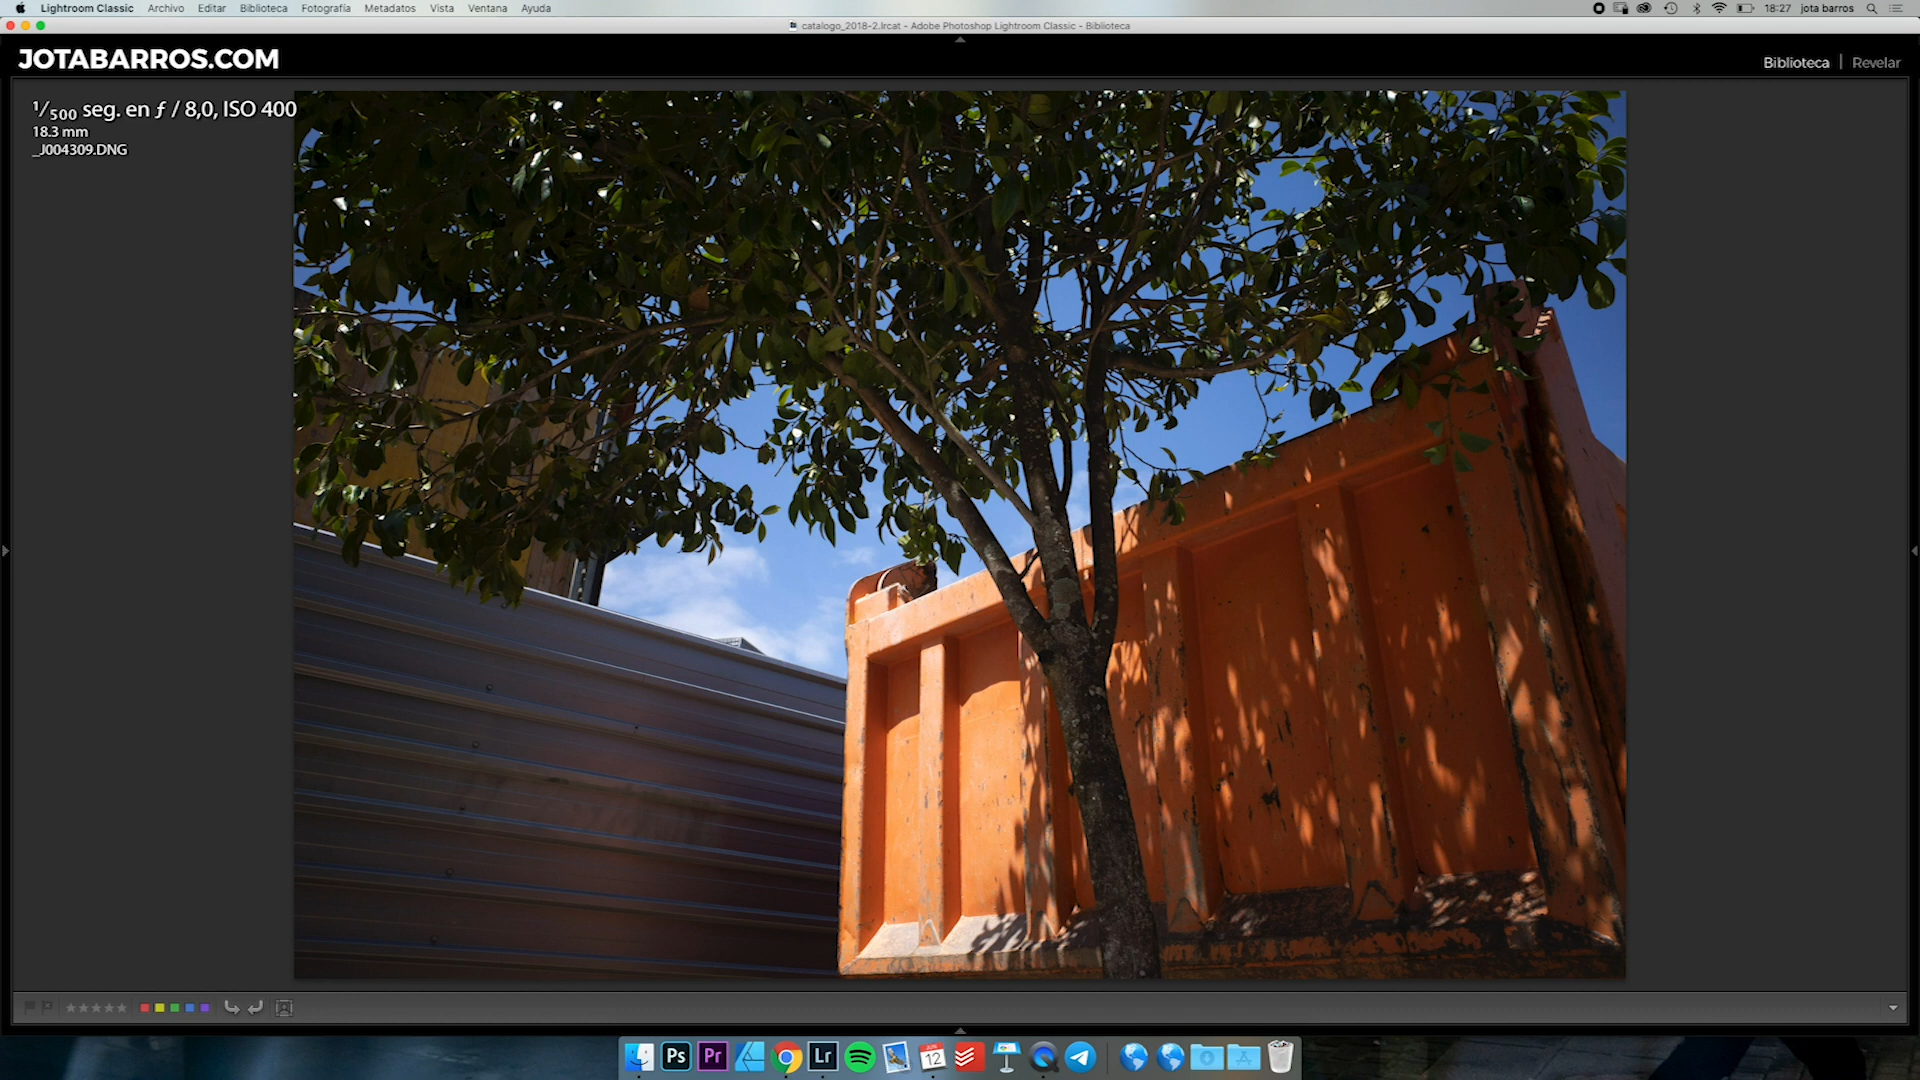 Lightroom Classic Archivo Editar Biblioteca Fotografía Metadatos Vista Ventana Ayuda 18:27 jota barros
catalogo_2018-2.lrcat - Adobe Photoshop Lightroom Classic - Biblioteca
JOTABARROS.COM
Biblioteca | Revelar
1/500 seg. en ƒ / 8,0, ISO 400
18.3 mm
_J004309.DNG
Ps Pr Lr JUN 12